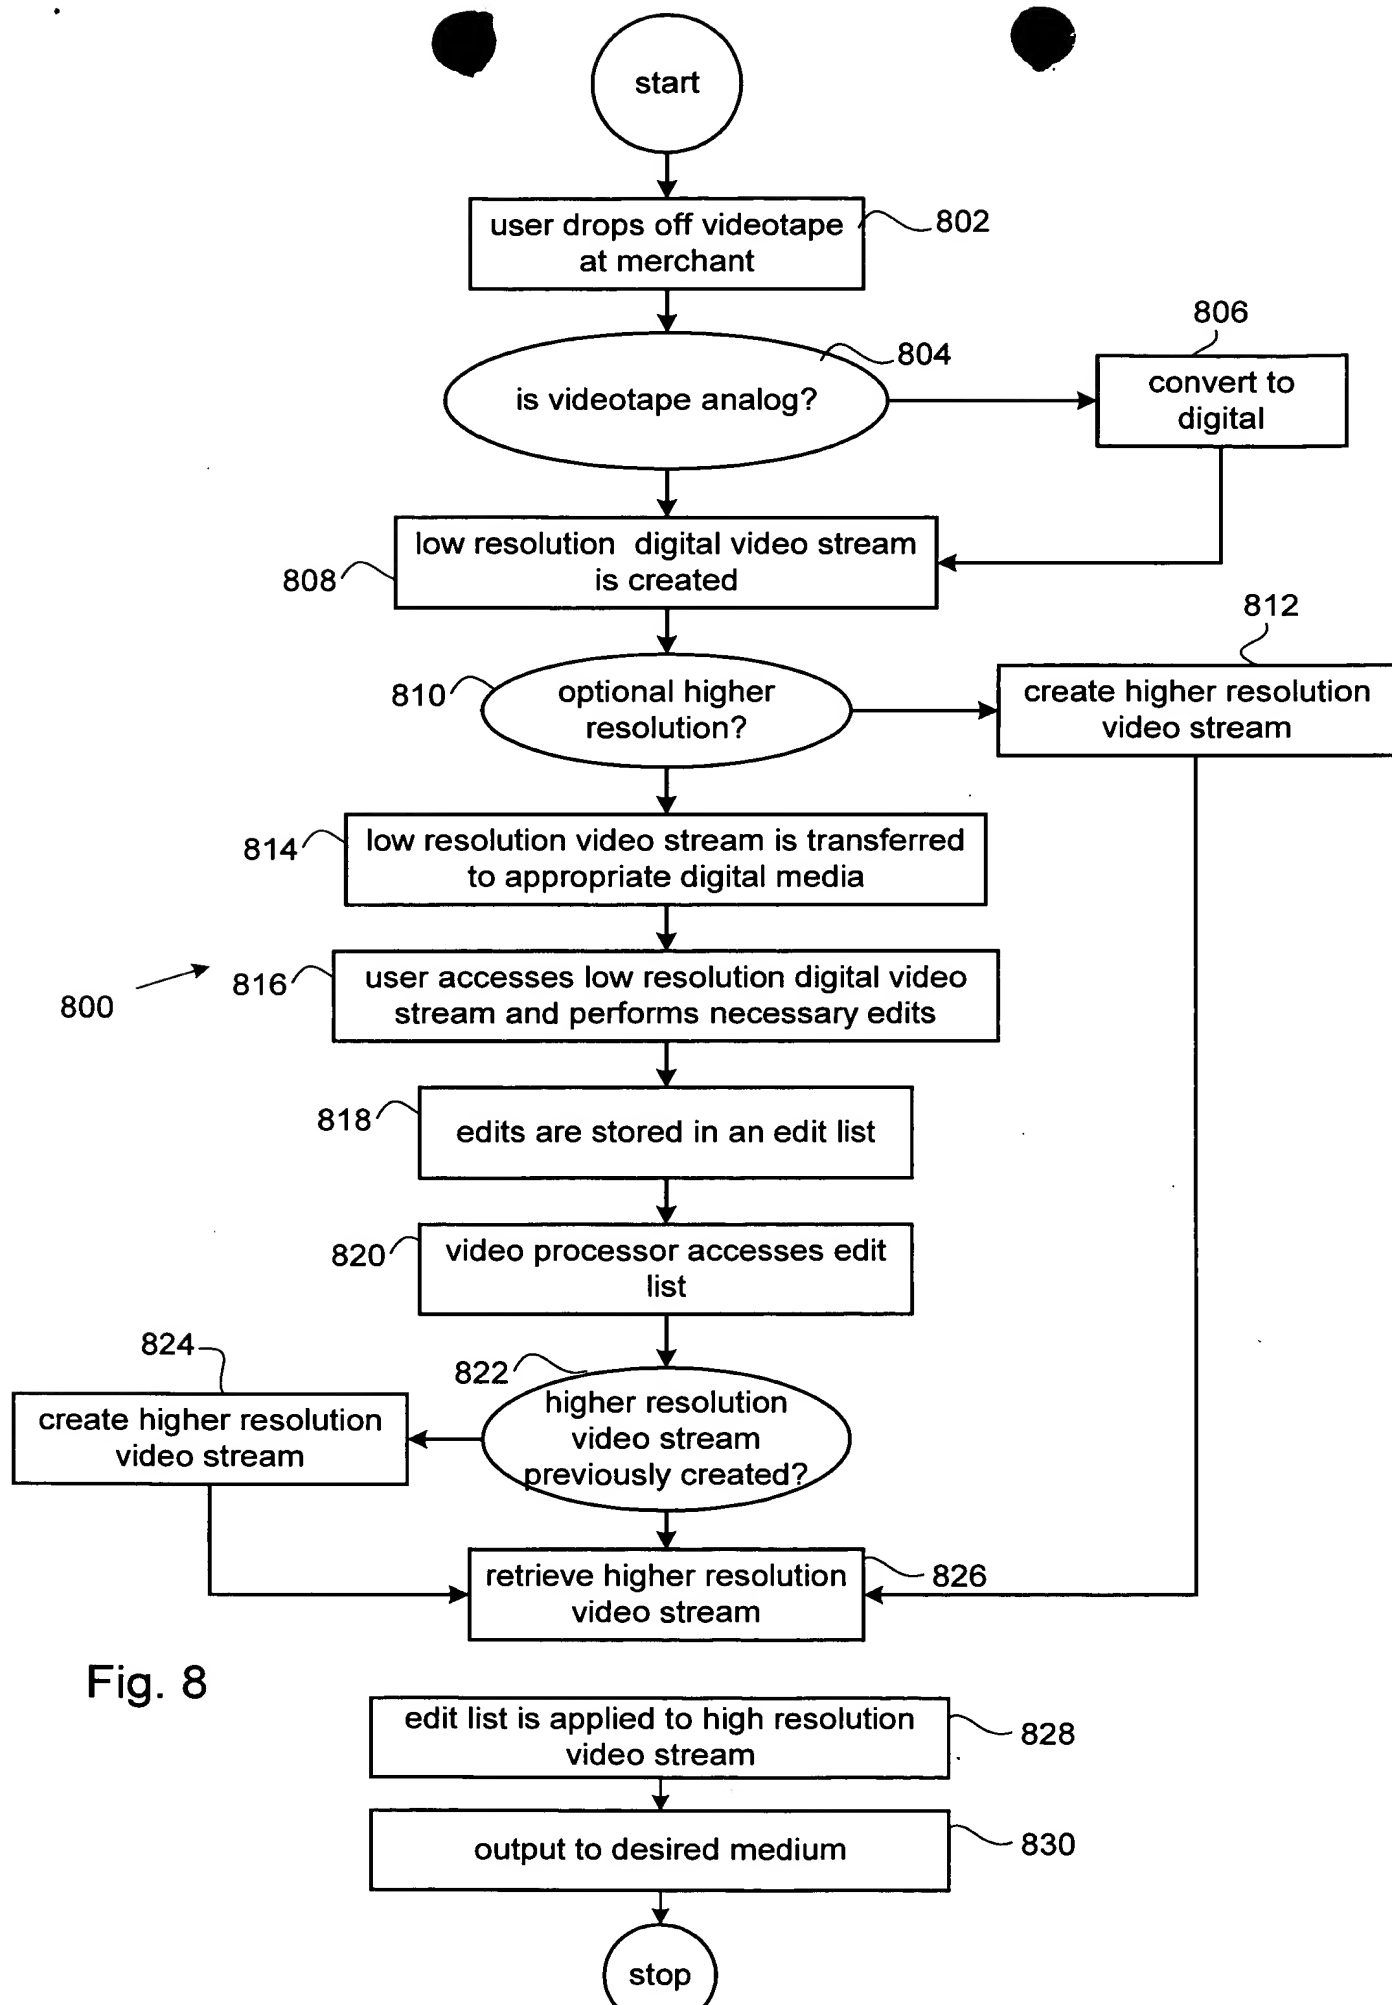 start
user drops off videotape
at merchant
802
804
is videotape analog?
806
convert to
digital
low resolution digital video stream
is created
808
810
optional higher
resolution?
812
create higher resolution
video stream
814
low resolution video stream is transferred
to appropriate digital media
800
816
user accesses low resolution digital video
stream and performs necessary edits
818
edits are stored in an edit list
820
video processor accesses edit
list
824
create higher resolution
video stream
822
higher resolution
video stream
previously created?
retrieve higher resolution
video stream
826
Fig. 8
edit list is applied to high resolution
video stream
828
output to desired medium
830
stop